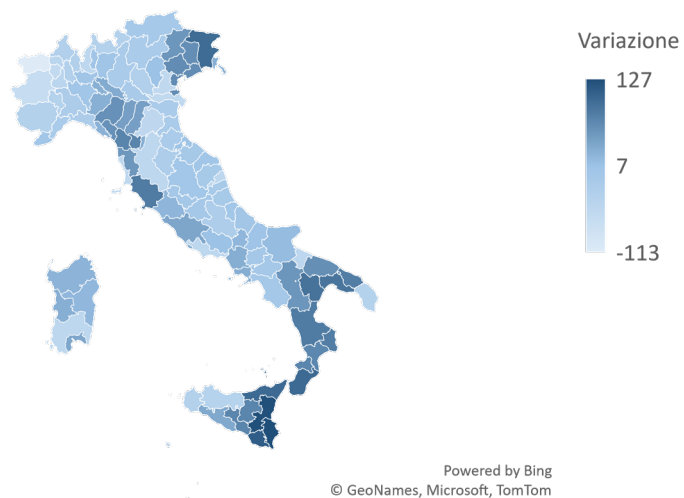 Variazione
127
7
-113
Powered by Bing
© GeoNames, Microsoft, TomTom